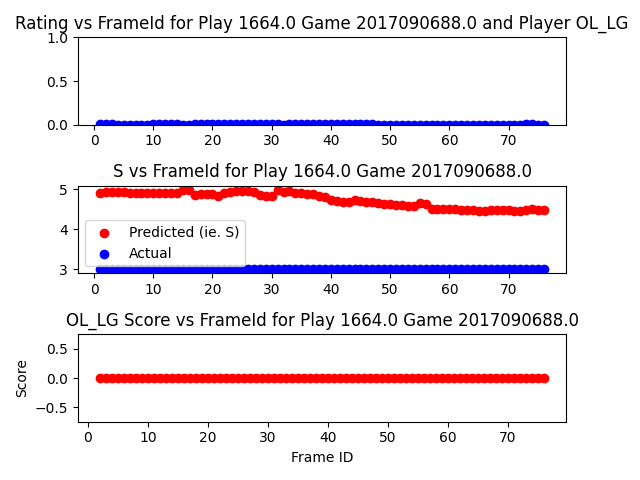 Rating vs FrameId for Play 1664.0 Game 2017090688.0 and Player OL_LG
1.0
0.5
0.0
0 10 20 30 40 50 60 70
S vs FrameId for Play 1664.0 Game 2017090688.0
5
4
3
Predicted (ie. S)
Actual
0 10 20 30 40 50 60 70
OL_LG Score vs FrameId for Play 1664.0 Game 2017090688.0
Score
0.5
0.0
−0.5
0 10 20 30 40 50 60 70
Frame ID